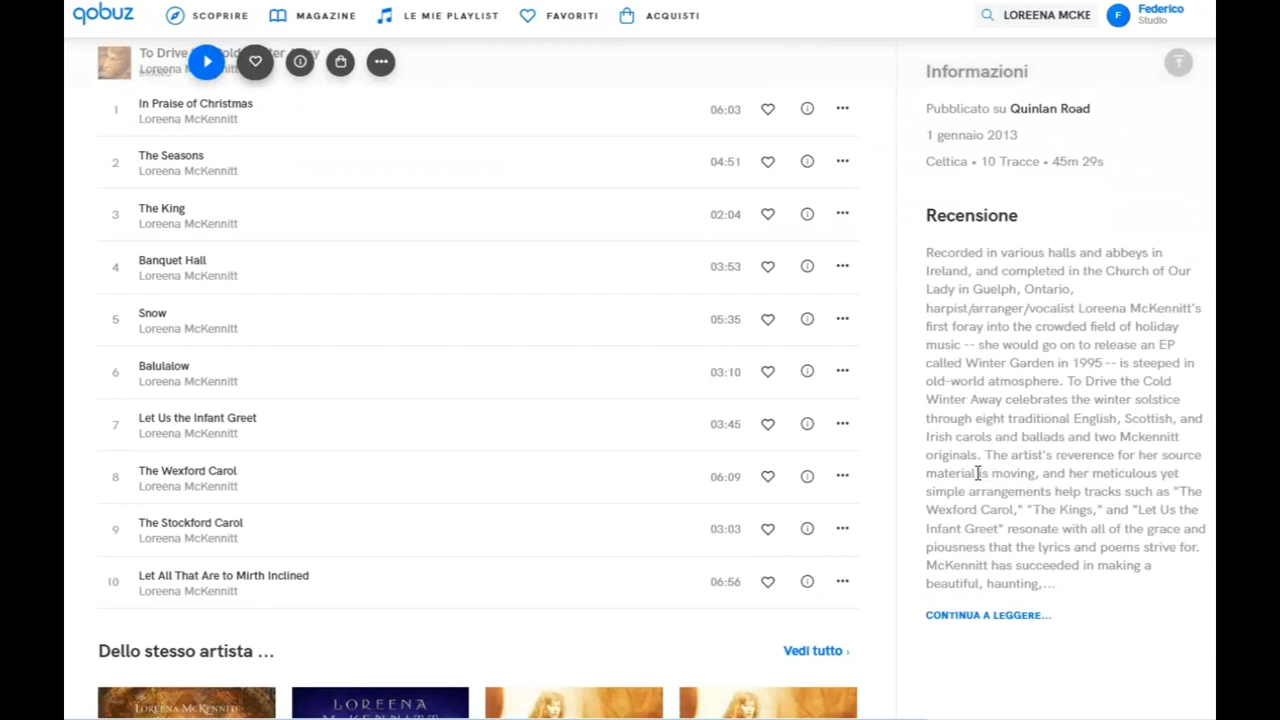 qobuz
SCOPRIRE
MAGAZINE
LE MIE PLAYLIST
FAVORITI
ACQUISTI
LOREENA MCKE
F
Federico
Studio
To Drive
Loreena
1
In Praise of Christmas
Loreena McKennitt
06:03
2
The Seasons
Loreena McKennitt
04:51
3
The King
Loreena McKennitt
02:04
4
Banquet Hall
Loreena McKennitt
03:53
5
Snow
Loreena McKennitt
05:35
6
Balulalow
Loreena McKennitt
03:10
7
Let Us the Infant Greet
Loreena McKennitt
03:45
8
The Wexford Carol
Loreena McKennitt
06:09
9
The Stockford Carol
Loreena McKennitt
03:03
10
Let All That Are to Mirth Inclined
Loreena McKennitt
06:56
Dello stesso artista ...
Vedi tutto ›
LOREENA MCKENNITT
LOREENA
MCKENNITT
Informazioni
Pubblicato su Quinlan Road
1 gennaio 2013
Celtica • 10 Tracce • 45m 29s
Recensione
Recorded in various halls and abbeys in
Ireland, and completed in the Church of Our
Lady in Guelph, Ontario,
harpist/arranger/vocalist Loreena McKennitt's
first foray into the crowded field of holiday
music -- she would go on to release an EP
called Winter Garden in 1995 -- is steeped in
old-world atmosphere. To Drive the Cold
Winter Away celebrates the winter solstice
through eight traditional English, Scottish, and
Irish carols and ballads and two Mckennitt
originals. The artist's reverence for her source
material is moving, and her meticulous yet
simple arrangements help tracks such as "The
Wexford Carol," "The Kings," and "Let Us the
Infant Greet" resonate with all of the grace and
piousness that the lyrics and poems strive for.
McKennitt has succeeded in making a
beautiful, haunting,...
CONTINUA A LEGGERE...